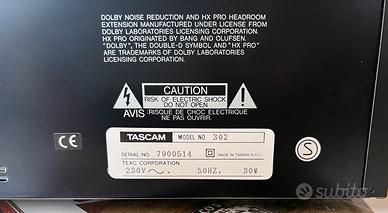 DOLBY NOISE REDUCTION AND HX PRO HEADROOM
EXTENSION MANUFACTURED UNDER LICENSE FROM
DOLBY LABORATORIES LICENSING CORPORATION.
HX PRO ORIGINATED BY BANG AND OLUFSEN.
"DOLBY", THE DOUBLE-D SYMBOL AND "HX PRO"
ARE TRADEMARKS OF DOLBY LABORATORIES
LICENSING CORPORATION.
CAUTION
RISK OF ELECTRIC SHOCK
DO NOT OPEN
AVIS: RISQUE DE CHOC ELECTRIQUE
NE PAS OUVRIR.
TASCAM MODEL NO. 302
CE
SERIAL NO. 7900514 MADE IN TAIWAN R.O.C.
S
TEAC CORPORATION
230V ~, 50HZ, 30W
subito